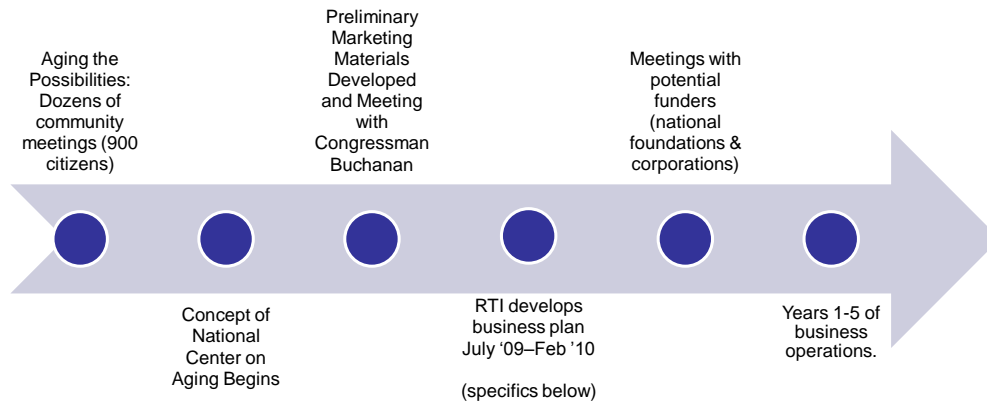 Aging the
Possibilities:
Dozens of
community
meetings (900
citizens)
Concept of
National
Center on
Aging Begins
Preliminary
Marketing
Materials
Developed
and Meeting
with
Congressman
Buchanan
RTI develops
business plan
July ‘09–Feb ’10
(specifics below)
Meetings with
potential
funders
(national
foundations &
corporations)
Years 1-5 of
business
operations.